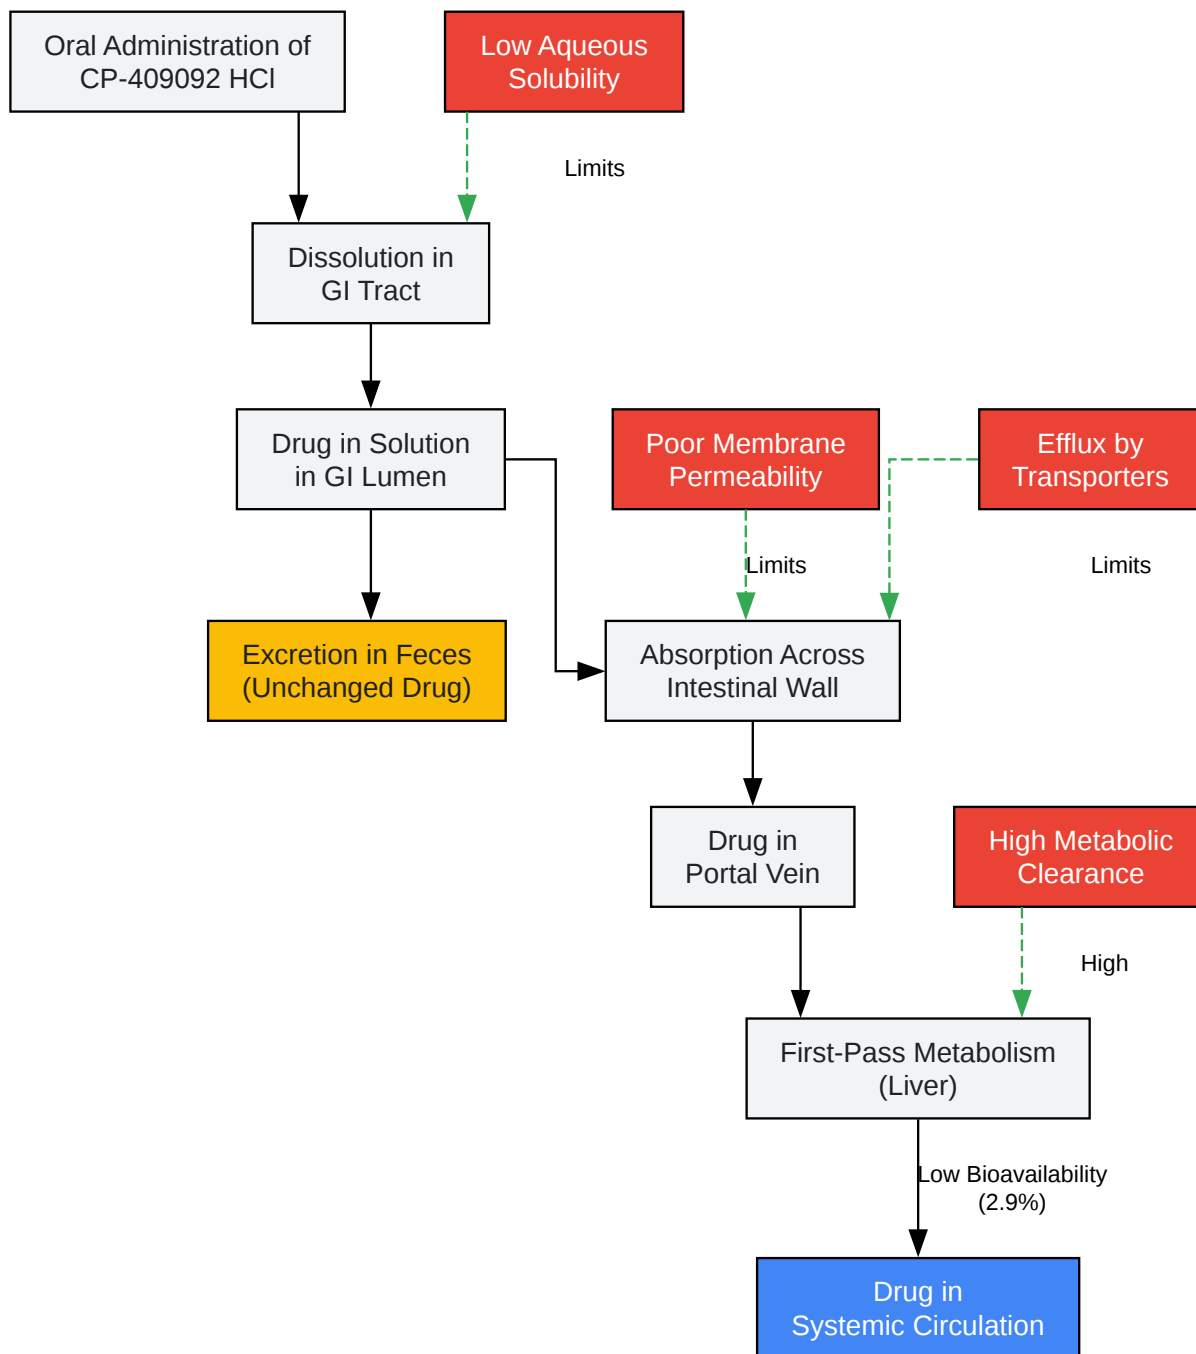 Oral Administration of
CP-409092 HCl
Low Aqueous
Solubility
Limits
Dissolution in
GI Tract
Drug in Solution
in GI Lumen
Poor Membrane
Permeability
Efflux by
Transporters
Limits
Limits
Excretion in Feces
(Unchanged Drug)
Absorption Across
Intestinal Wall
Drug in
Portal Vein
High Metabolic
Clearance
High
First-Pass Metabolism
(Liver)
Low Bioavailability
(2.9%)
Drug in
Systemic Circulation